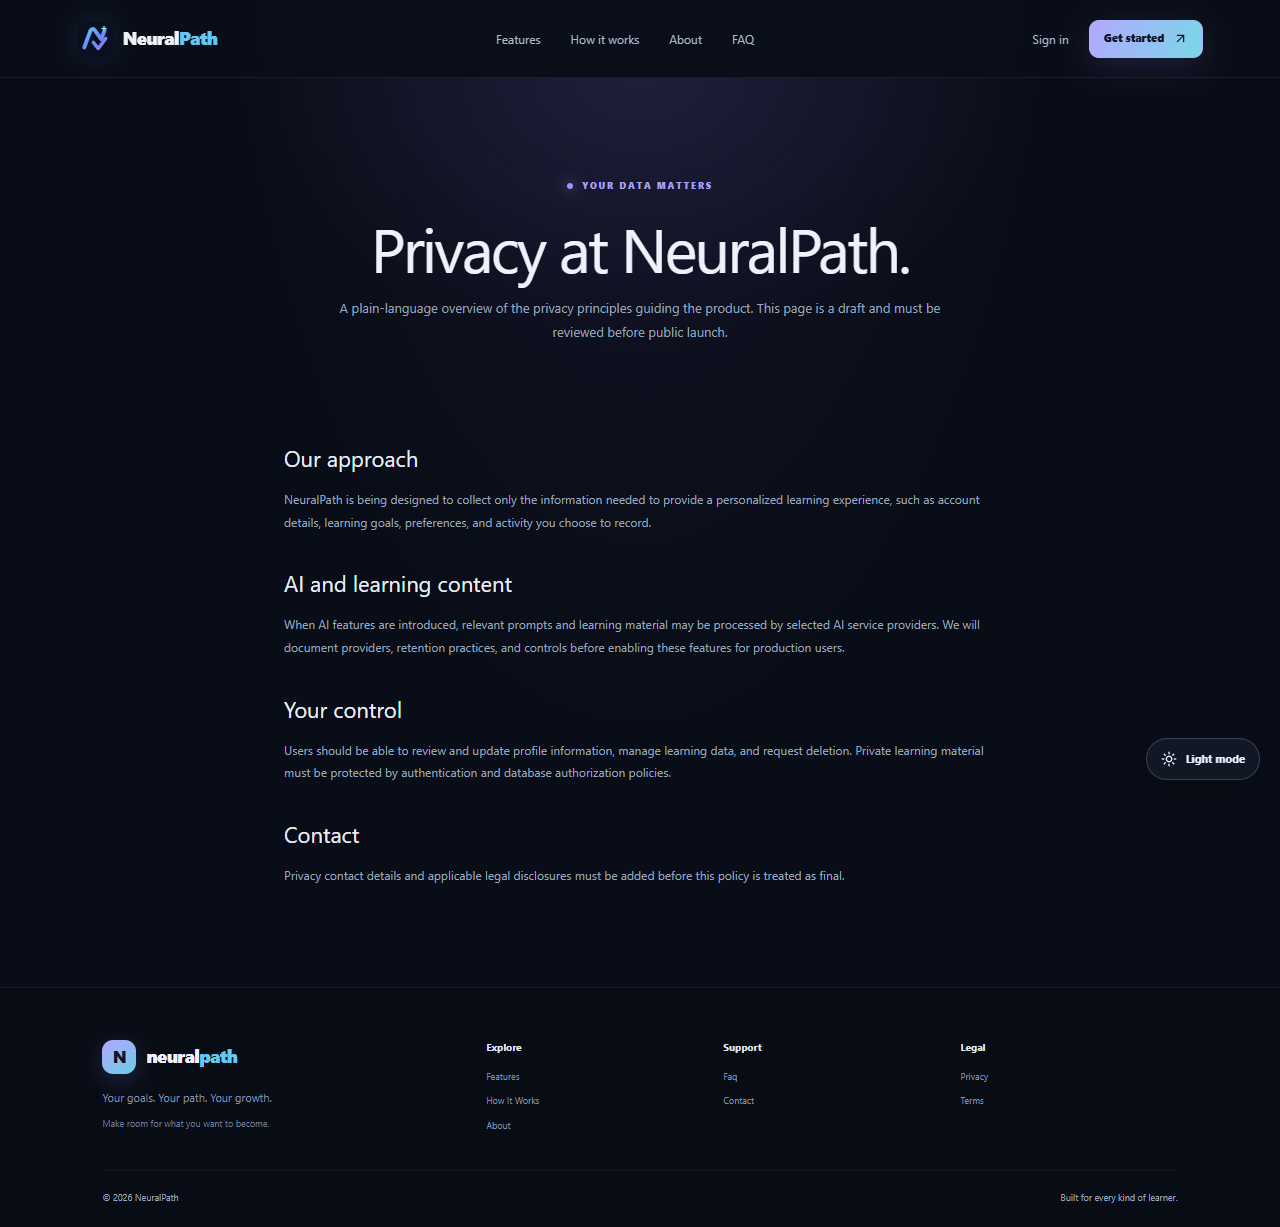 NeuralPath
Features
How it works
About
FAQ
Sign in
Get started
YOUR DATA MATTERS
Privacy at NeuralPath.
A plain-language overview of the privacy principles guiding the product. This page is a draft and must be
reviewed before public launch.
Our approach
NeuralPath is being designed to collect only the information needed to provide a personalized learning experience, such as account
details, learning goals, preferences, and activity you choose to record.
AI and learning content
When AI features are introduced, relevant prompts and learning material may be processed by selected AI service providers. We will
document providers, retention practices, and controls before enabling these features for production users.
Your control
Users should be able to review and update profile information, manage learning data, and request deletion. Private learning material
must be protected by authentication and database authorization policies.
Light mode
Contact
Privacy contact details and applicable legal disclosures must be added before this policy is treated as final.
N neuralpath
Your goals. Your path. Your growth.
Make room for what you want to become.
Explore
Features
How It Works
About
Support
Faq
Contact
Legal
Privacy
Terms
© 2026 NeuralPath
Built for every kind of learner.